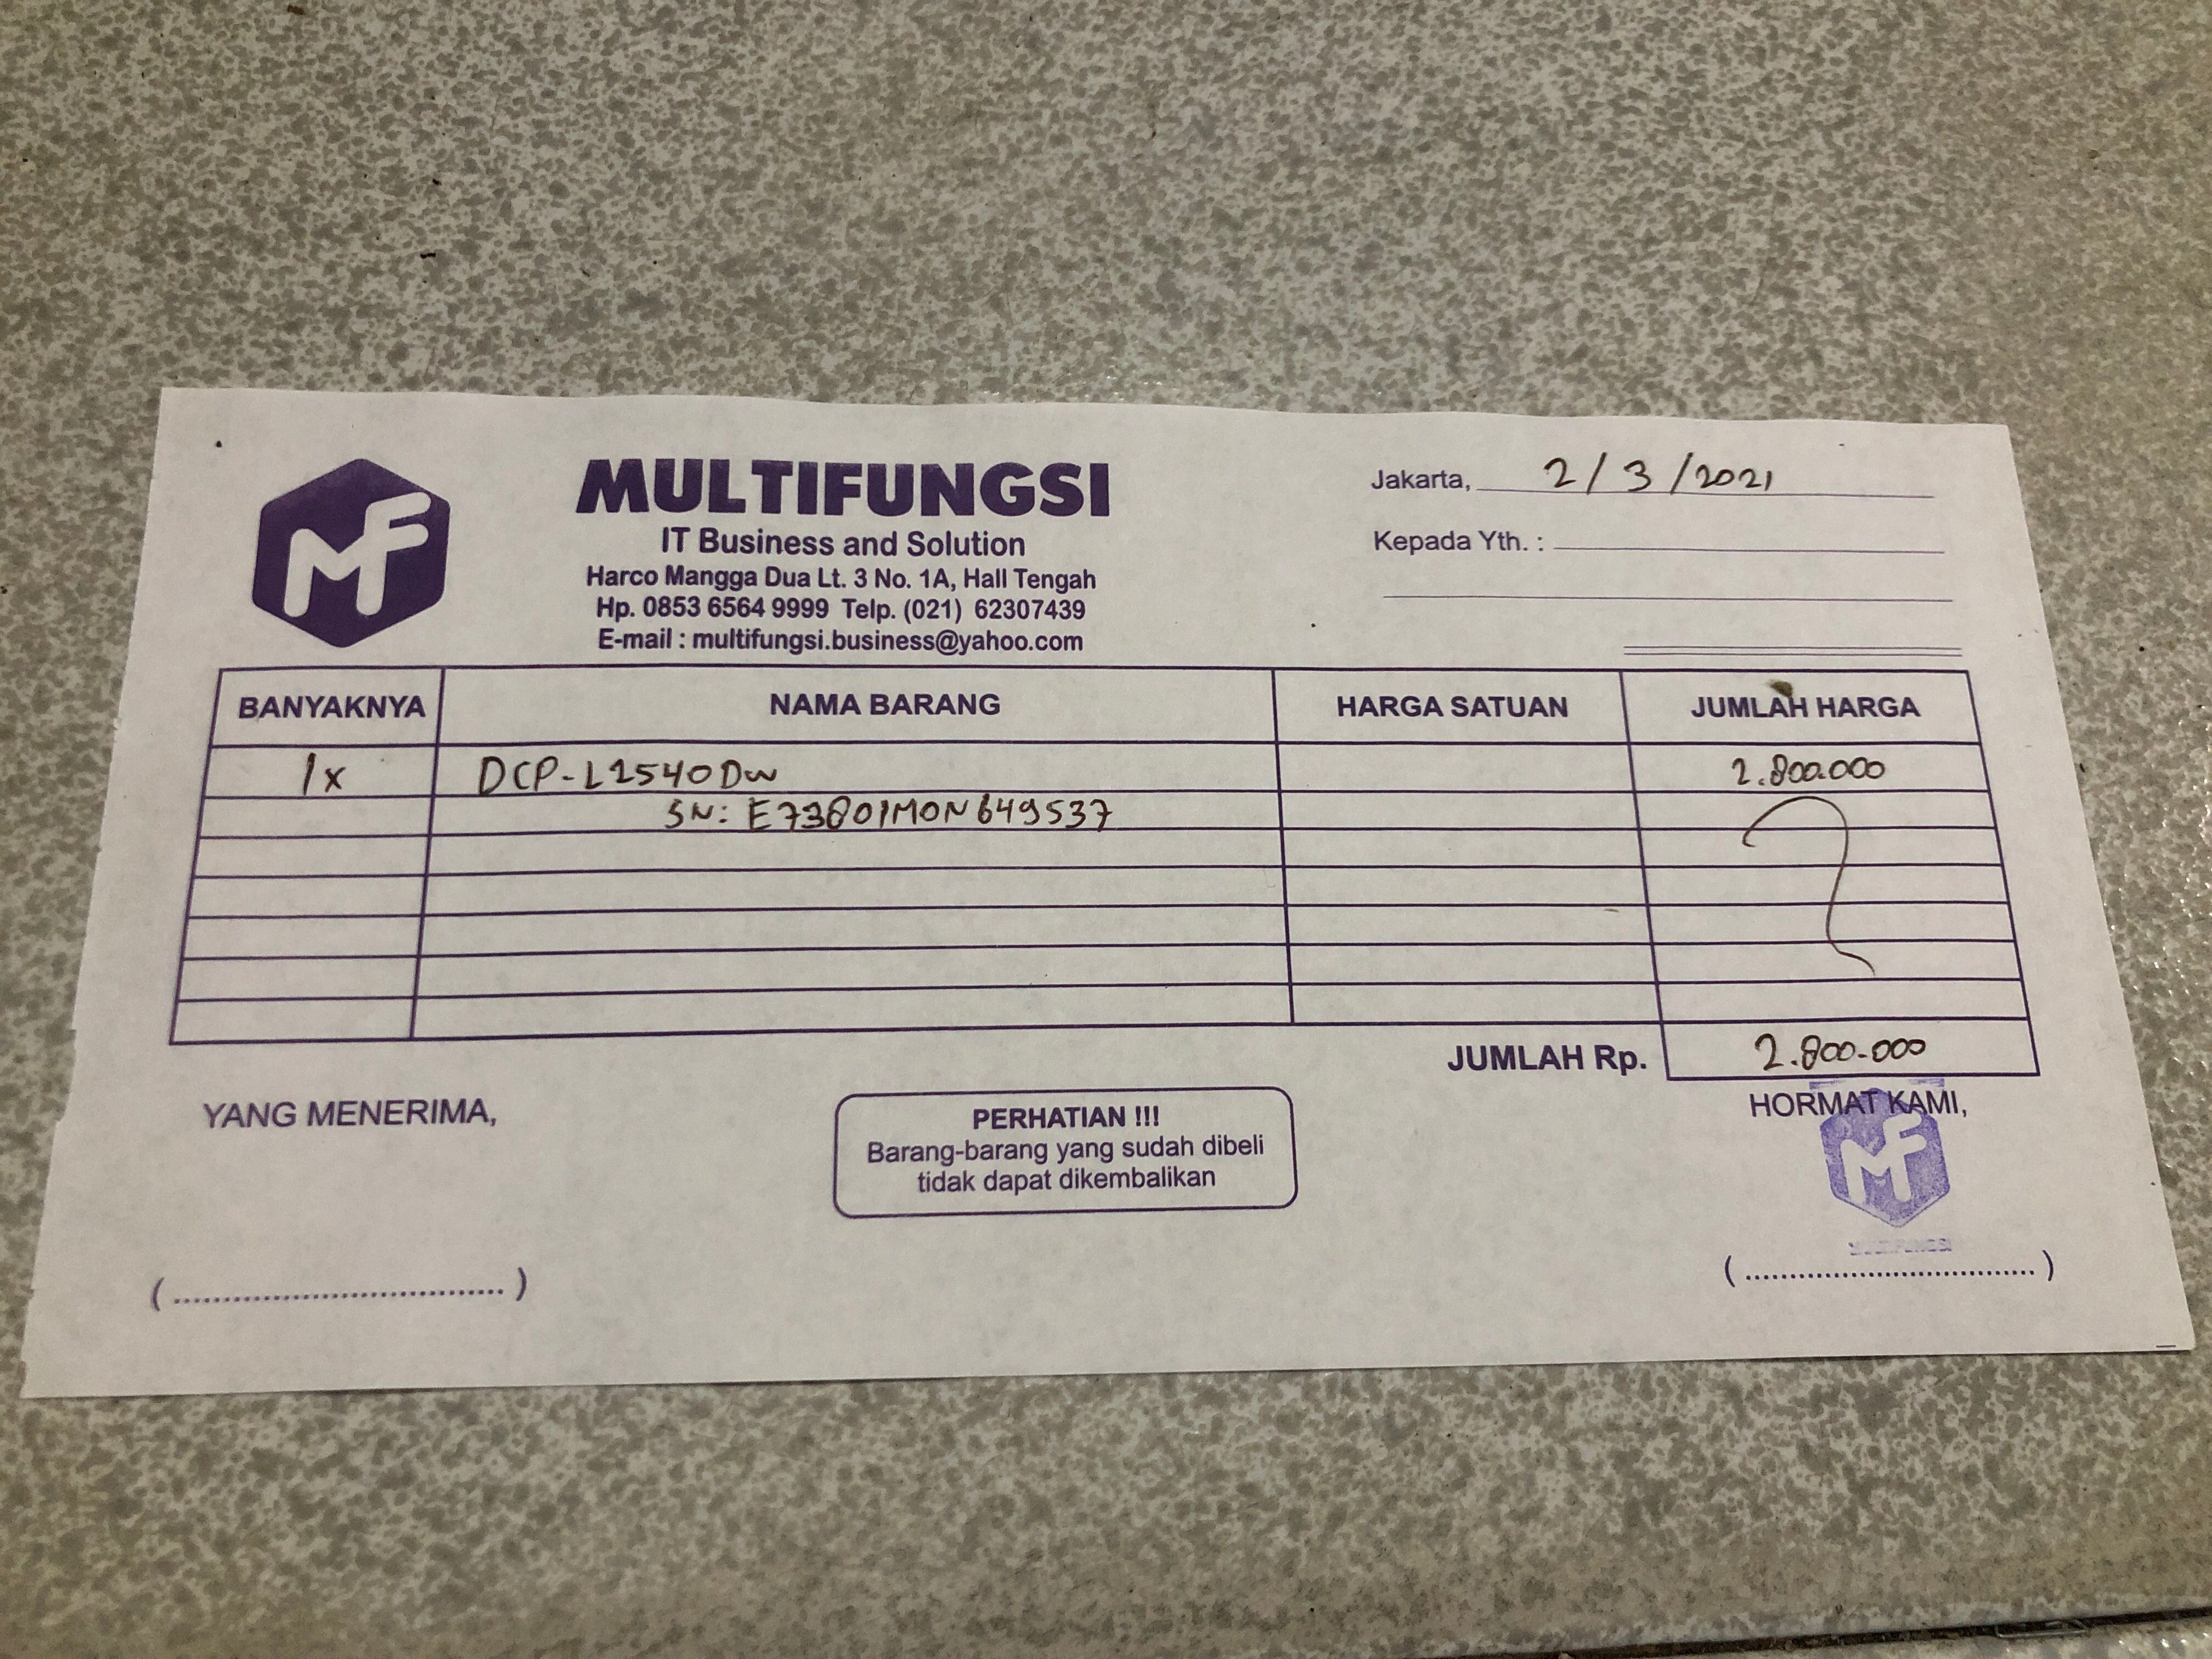 MF
MULTIFUNGSI
IT Business and Solution
Harco Mangga Dua Lt. 3 No. 1A, Hall Tengah
Hp. 0853 6564 9999 Telp. (021) 62307439
E-mail : multifungsi.business@yahoo.com
Jakarta, 2/3/2021
Kepada Yth. :
BANYAKNYA NAMA BARANG HARGA SATUAN JUMLAH HARGA
1x DCP-L2540DW 2.800.000
SN: E73801M0N649537
JUMLAH Rp. 2.800.000
YANG MENERIMA,
PERHATIAN !!!
Barang-barang yang sudah dibeli
tidak dapat dikembalikan
HORMAT KAMI,
MF
MULTIFUNGSI
(....................................)
(....................................)